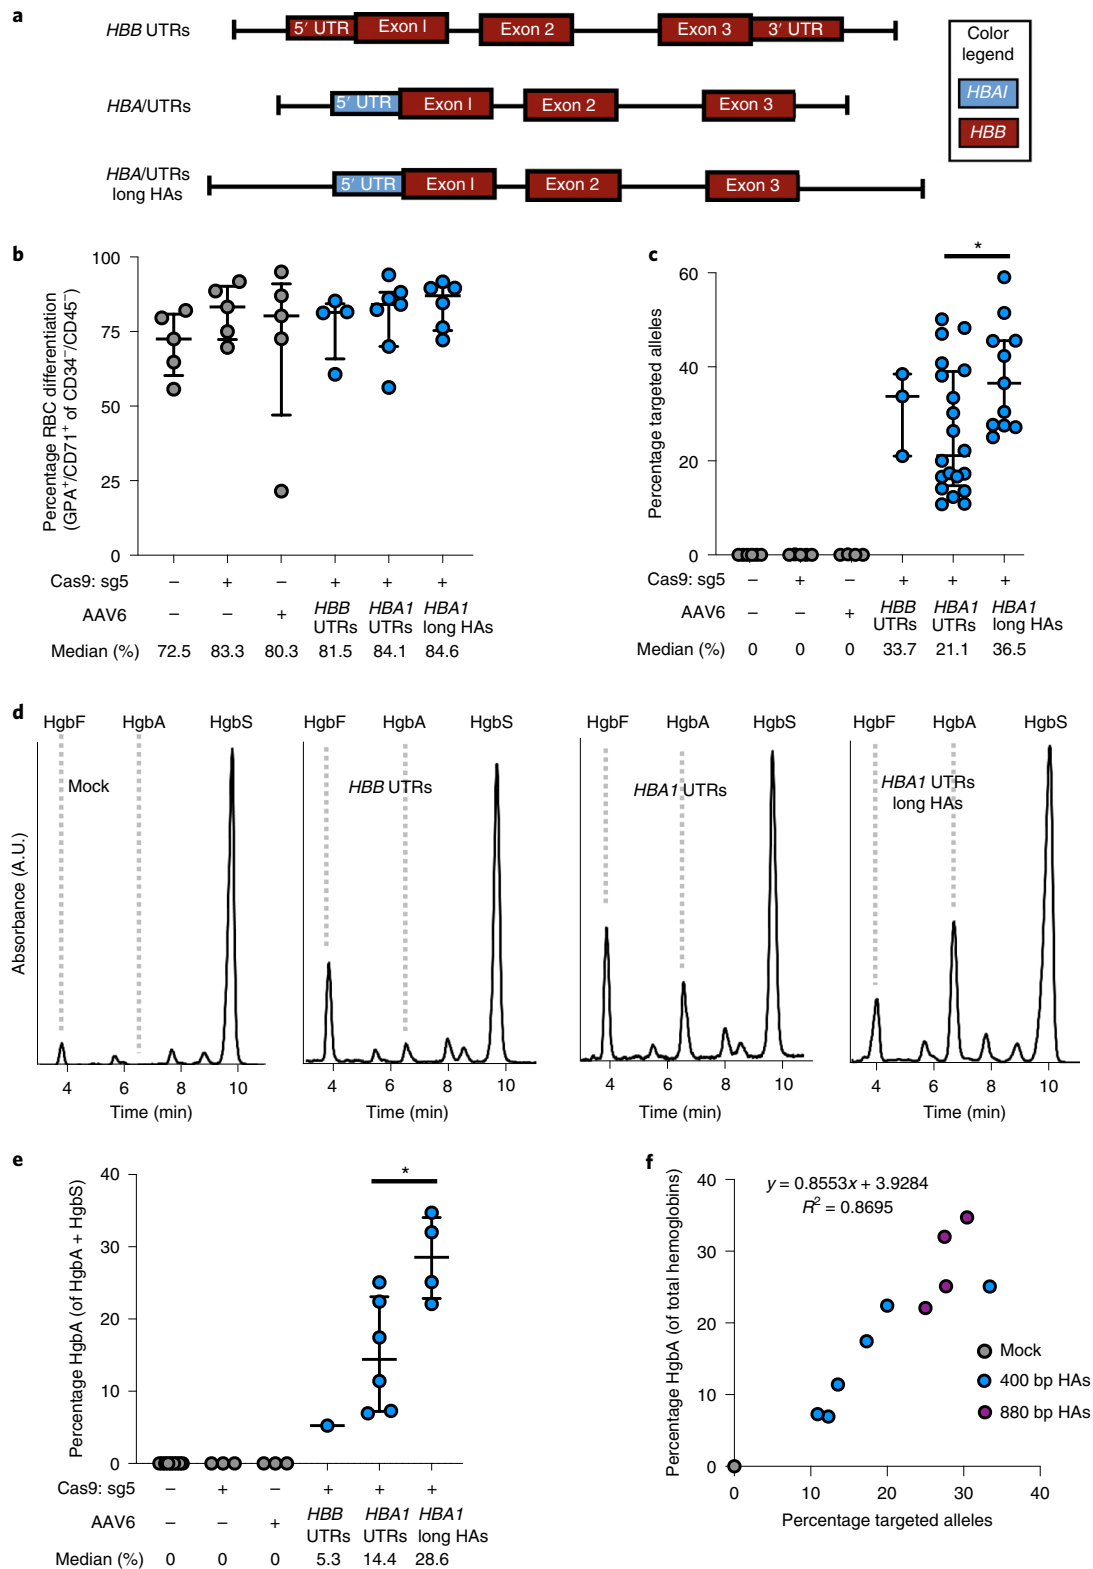 a
HBB UTRs
5′ UTR
Exon I
Exon 2
Exon 3
3′ UTR
HBA/UTRs
5′ UTR
Exon I
Exon 2
Exon 3
HBA/UTRs
long HAs
5′ UTR
Exon I
Exon 2
Exon 3
Color
legend
HBAI
HBB
b
Percentage RBC differentiation
(GPA⁺/CD71⁺ of CD34⁻/CD45⁻)
100
75
50
25
0
Cas9: sg5 – + – + + +
AAV6 – – + HBB HBA1 HBA1
UTRs UTRs long HAs
Median (%) 72.5 83.3 80.3 81.5 84.1 84.6
c
*
Percentage targeted alleles
60
40
20
0
Cas9: sg5 – + – + + +
AAV6 – – + HBB HBA1 HBA1
UTRs UTRs long HAs
Median (%) 0 0 0 33.7 21.1 36.5
d
HgbF HgbA HgbS
Mock
Absorbance (A.U.)
4 6 8 10
Time (min)
HgbF HgbA HgbS
HBB UTRs
4 6 8 10
Time (min)
HgbF HgbA HgbS
HBA1 UTRs
4 6 8 10
Time (min)
HgbF HgbA HgbS
HBA1 UTRs
long HAs
4 6 8 10
Time (min)
e
*
Percentage HgbA (of HgbA + HgbS)
40
30
20
10
0
Cas9: sg5 – + – + + +
AAV6 – – + HBB HBA1 HBA1
UTRs UTRs long HAs
Median (%) 0 0 0 5.3 14.4 28.6
f
Percentage HgbA (of total hemoglobins)
y = 0.8553x + 3.9284
R² = 0.8695
40
30
20
10
0
Mock
400 bp HAs
880 bp HAs
0 10 20 30 40
Percentage targeted alleles